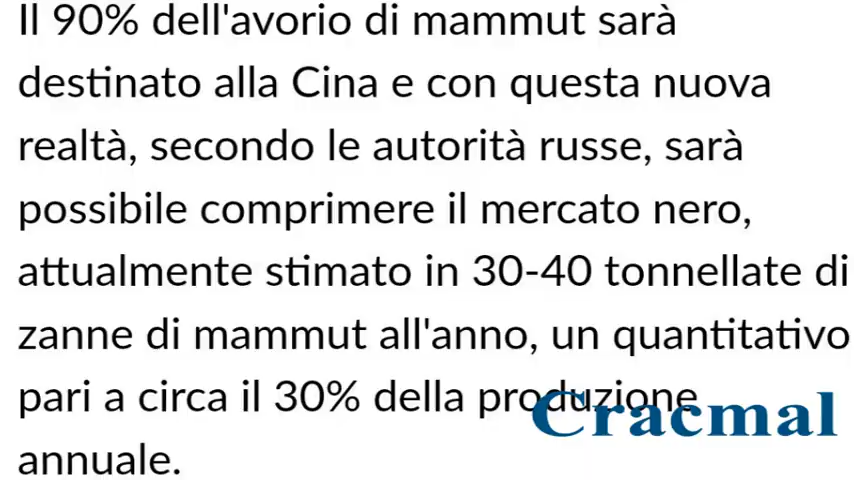 Il 90% dell'avorio di mammut sarà
destinato alla Cina e con questa nuova
realtà, secondo le autorità russe, sarà
possibile comprimere il mercato nero,
attualmente stimato in 30-40 tonnellate di
zanne di mammut all'anno, un quantitativo
pari a circa il 30% della produzione
Cracmal
annuale.